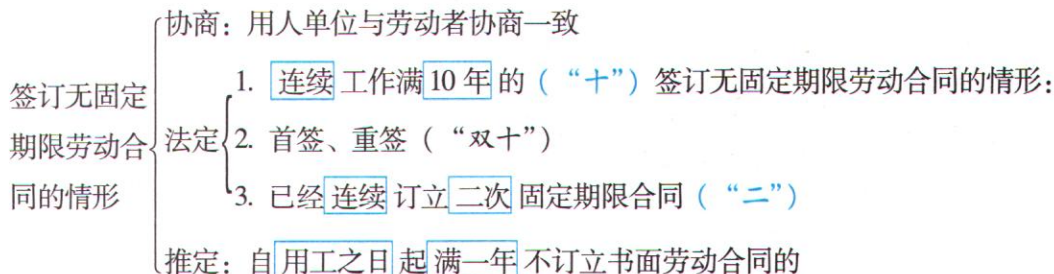 签订无固定
期限劳动合
同的情形
协商：用人单位与劳动者协商一致
法定
1. 连续工作满10年的（“十”）签订无固定期限劳动合同的情形：
2. 首签、重签（“双十”）
3. 已经连续订立二次固定期限合同（“二”）
推定：自用工之日起满一年不订立书面劳动合同的